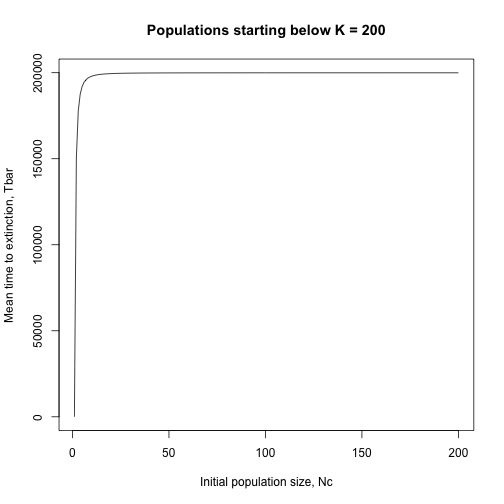 Populations starting below K = 200
Mean time to extinction, Tbar
200000
150000
100000
50000
0
0 50 100 150 200
Initial population size, Nc